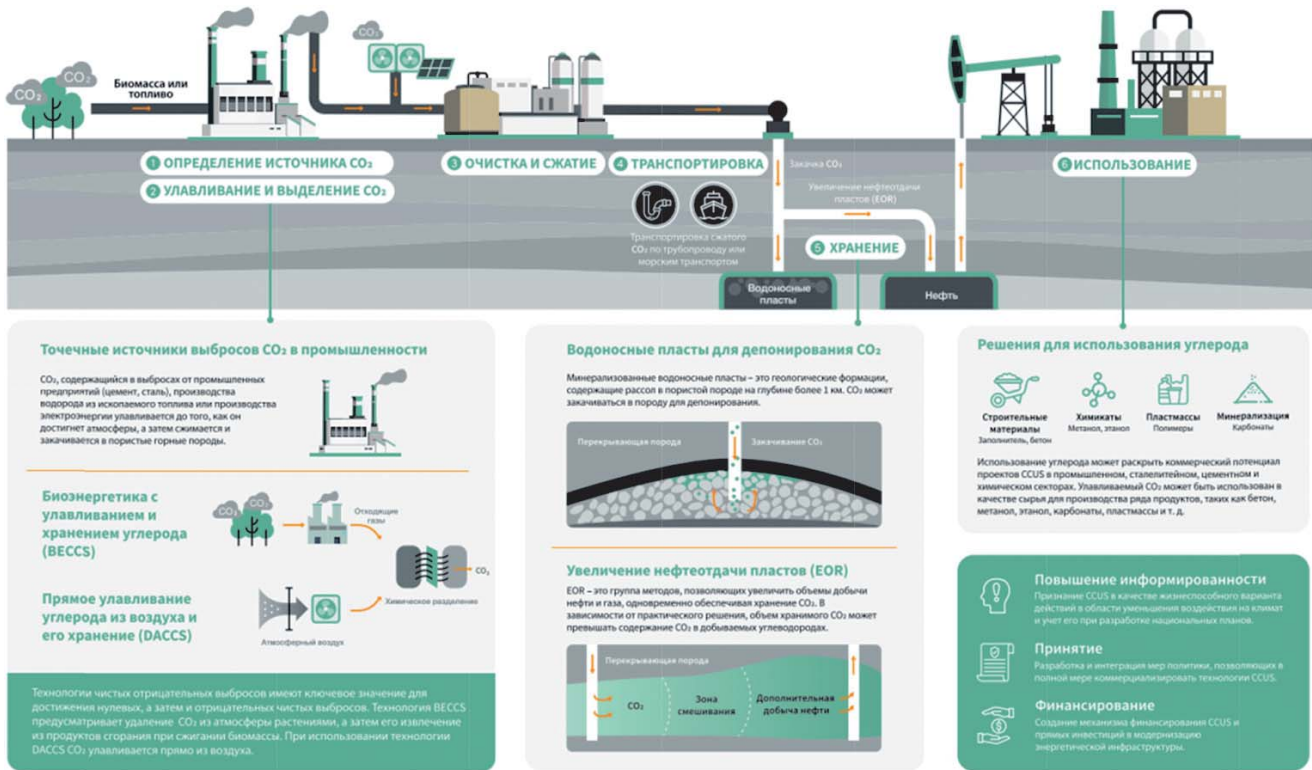 CO₂
CO₂
Биомасса или
топливо
CO₂
1 ОПРЕДЕЛЕНИЕ ИСТОЧНИКА CO₂
2 УЛАВЛИВАНИЕ И ВЫДЕЛЕНИЕ CO₂
3 ОЧИСТКА И СЖАТИЕ
4 ТРАНСПОРТИРОВКА
Транспортировка сжатого
CO₂ по трубопроводу или
морским транспортом
Закачка CO₂
Увеличение нефтеотдачи
пластов (EOR)
5 ХРАНЕНИЕ
Водоносные
пласты
Нефть
6 ИСПОЛЬЗОВАНИЕ
Точечные источники выбросов CO₂ в промышленности
CO₂, содержащийся в выбросах от промышленных
предприятий (цемент, сталь), производства
водорода из ископаемого топлива или производства
электроэнергии улавливается до того, как он
достигнет атмосферы, а затем сжимается и
закачивается в пористые горные породы.
Биоэнергетика с
улавливанием и
хранением углерода
(BECCS)
CO₂
CO₂
Отходящие
газы
CO₂
Химическое разделение
Прямое улавливание
углерода из воздуха и
его хранение (DACCS)
Атмосферный воздух
Технологии чистых отрицательных выбросов имеют ключевое значение для
достижения нулевых, а затем и отрицательных чистых выбросов. Технология BECCS
предусматривает удаление CO₂ из атмосферы растениями, а затем его извлечение
из продуктов сгорания при сжигании биомассы. При использовании технологии
DACCS CO₂ улавливается прямо из воздуха.
Водоносные пласты для депонирования CO₂
Минерализованные водоносные пласты – это геологические формации,
содержащие рассол в пористой породе на глубине более 1 км. CO₂ может
закачиваться в породу для депонирования.
Перекрывающая порода
Закачивание CO₂
Увеличение нефтеотдачи пластов (EOR)
EOR – это группа методов, позволяющих увеличить объемы добычи
нефти и газа, одновременно обеспечивая хранение CO₂. В
зависимости от практического решения, объем хранимого CO₂ может
превышать содержание CO₂ в добываемых углеводородах.
Перекрывающая порода
CO₂
Зона
смешивания
Дополнительная
добыча нефти
Решения для использования углерода
Строительные
материалы
Заполнитель, бетон
Химикаты
Метанол, этанол
Пластмассы
Полимеры
Минерализация
Карбонаты
Использование углерода может раскрыть коммерческий потенциал
проектов CCUS в промышленном, сталелитейном, цементном и
химическом секторах. Улавливаемый CO₂ может быть использован в
качестве сырья для производства ряда продуктов, таких как бетон,
метанол, этанол, карбонаты, пластмассы и т. д.
Повышение информированности
Признание CCUS в качестве жизнеспособного варианта
действий в области уменьшения воздействия на климат
и учет его при разработке национальных планов.
Принятие
Разработка и интеграция мер политики, позволяющих в
полной мере коммерциализировать технологии CCUS.
Финансирование
Создание механизма финансирования CCUS и
прямых инвестиций в модернизацию
энергетической инфраструктуры.